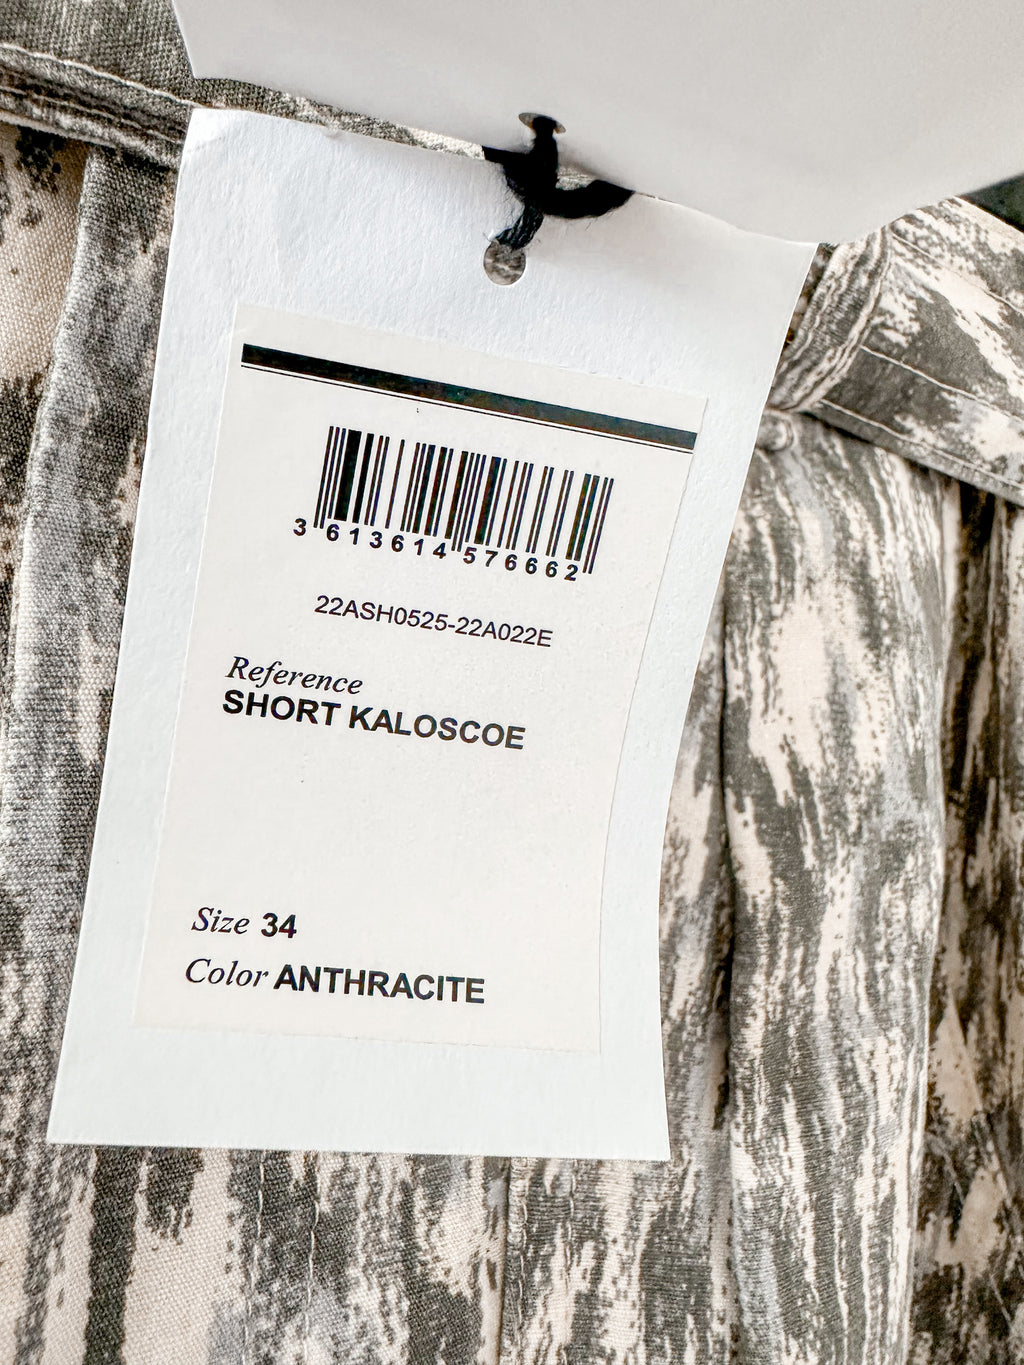 3 613614 576662
22ASH0525-22A022E
Reference
SHORT KALOSCOE
Size 34
Color ANTHRACITE